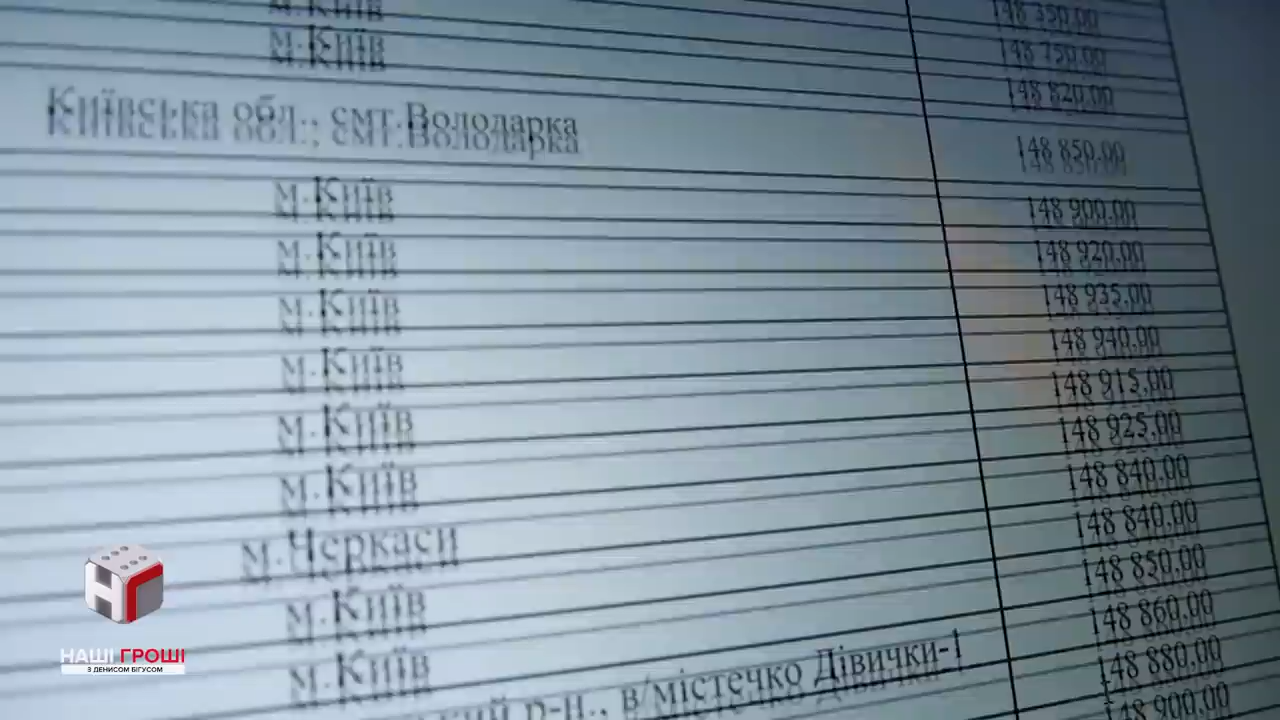 148 350.00
м.Київ 148 750.00
м.Київ 148 820.00
Київська обл., смт.Володарка 148 850.00
м.Київ 148 900.00
м.Київ 148 920.00
м.Київ 148 935.00
м.Київ 148 940.00
м.Київ 148 915.00
м.Київ 148 925.00
м.Черкаси 148 840.00
м.Київ 148 840.00
м.Київ 148 850.00
р-н., в/містечко Дівички-1 148 860.00
148 880.00
148 900.00
НАШІ ГРОШІ
З ДЕНИСОМ БІГУСОМ